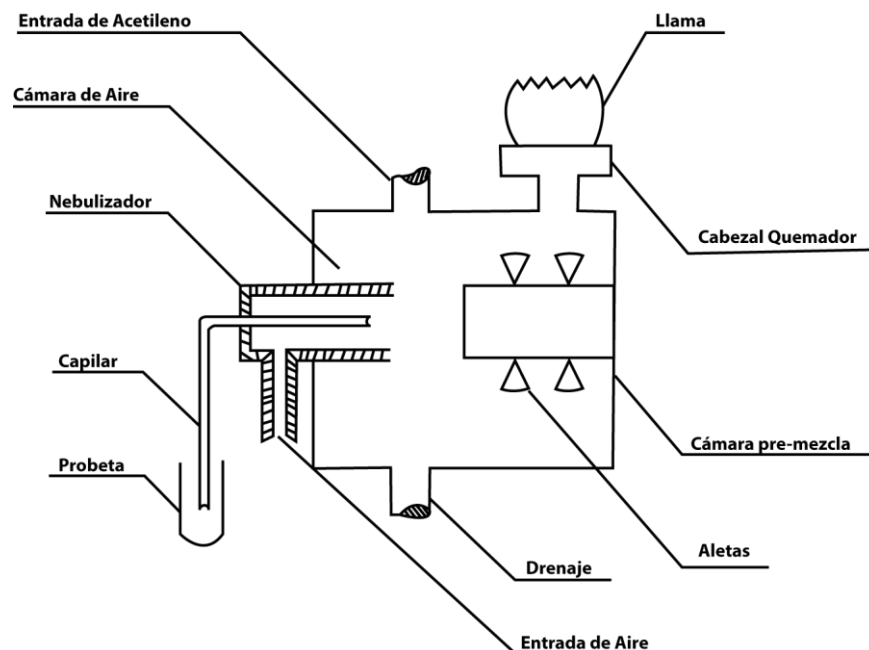 Entrada de Acetileno
Llama
Cámara de Aire
Nebulizador
Cabezal Quemador
Capilar
Cámara pre-mezcla
Probeta
Aletas
Drenaje
Entrada de Aire